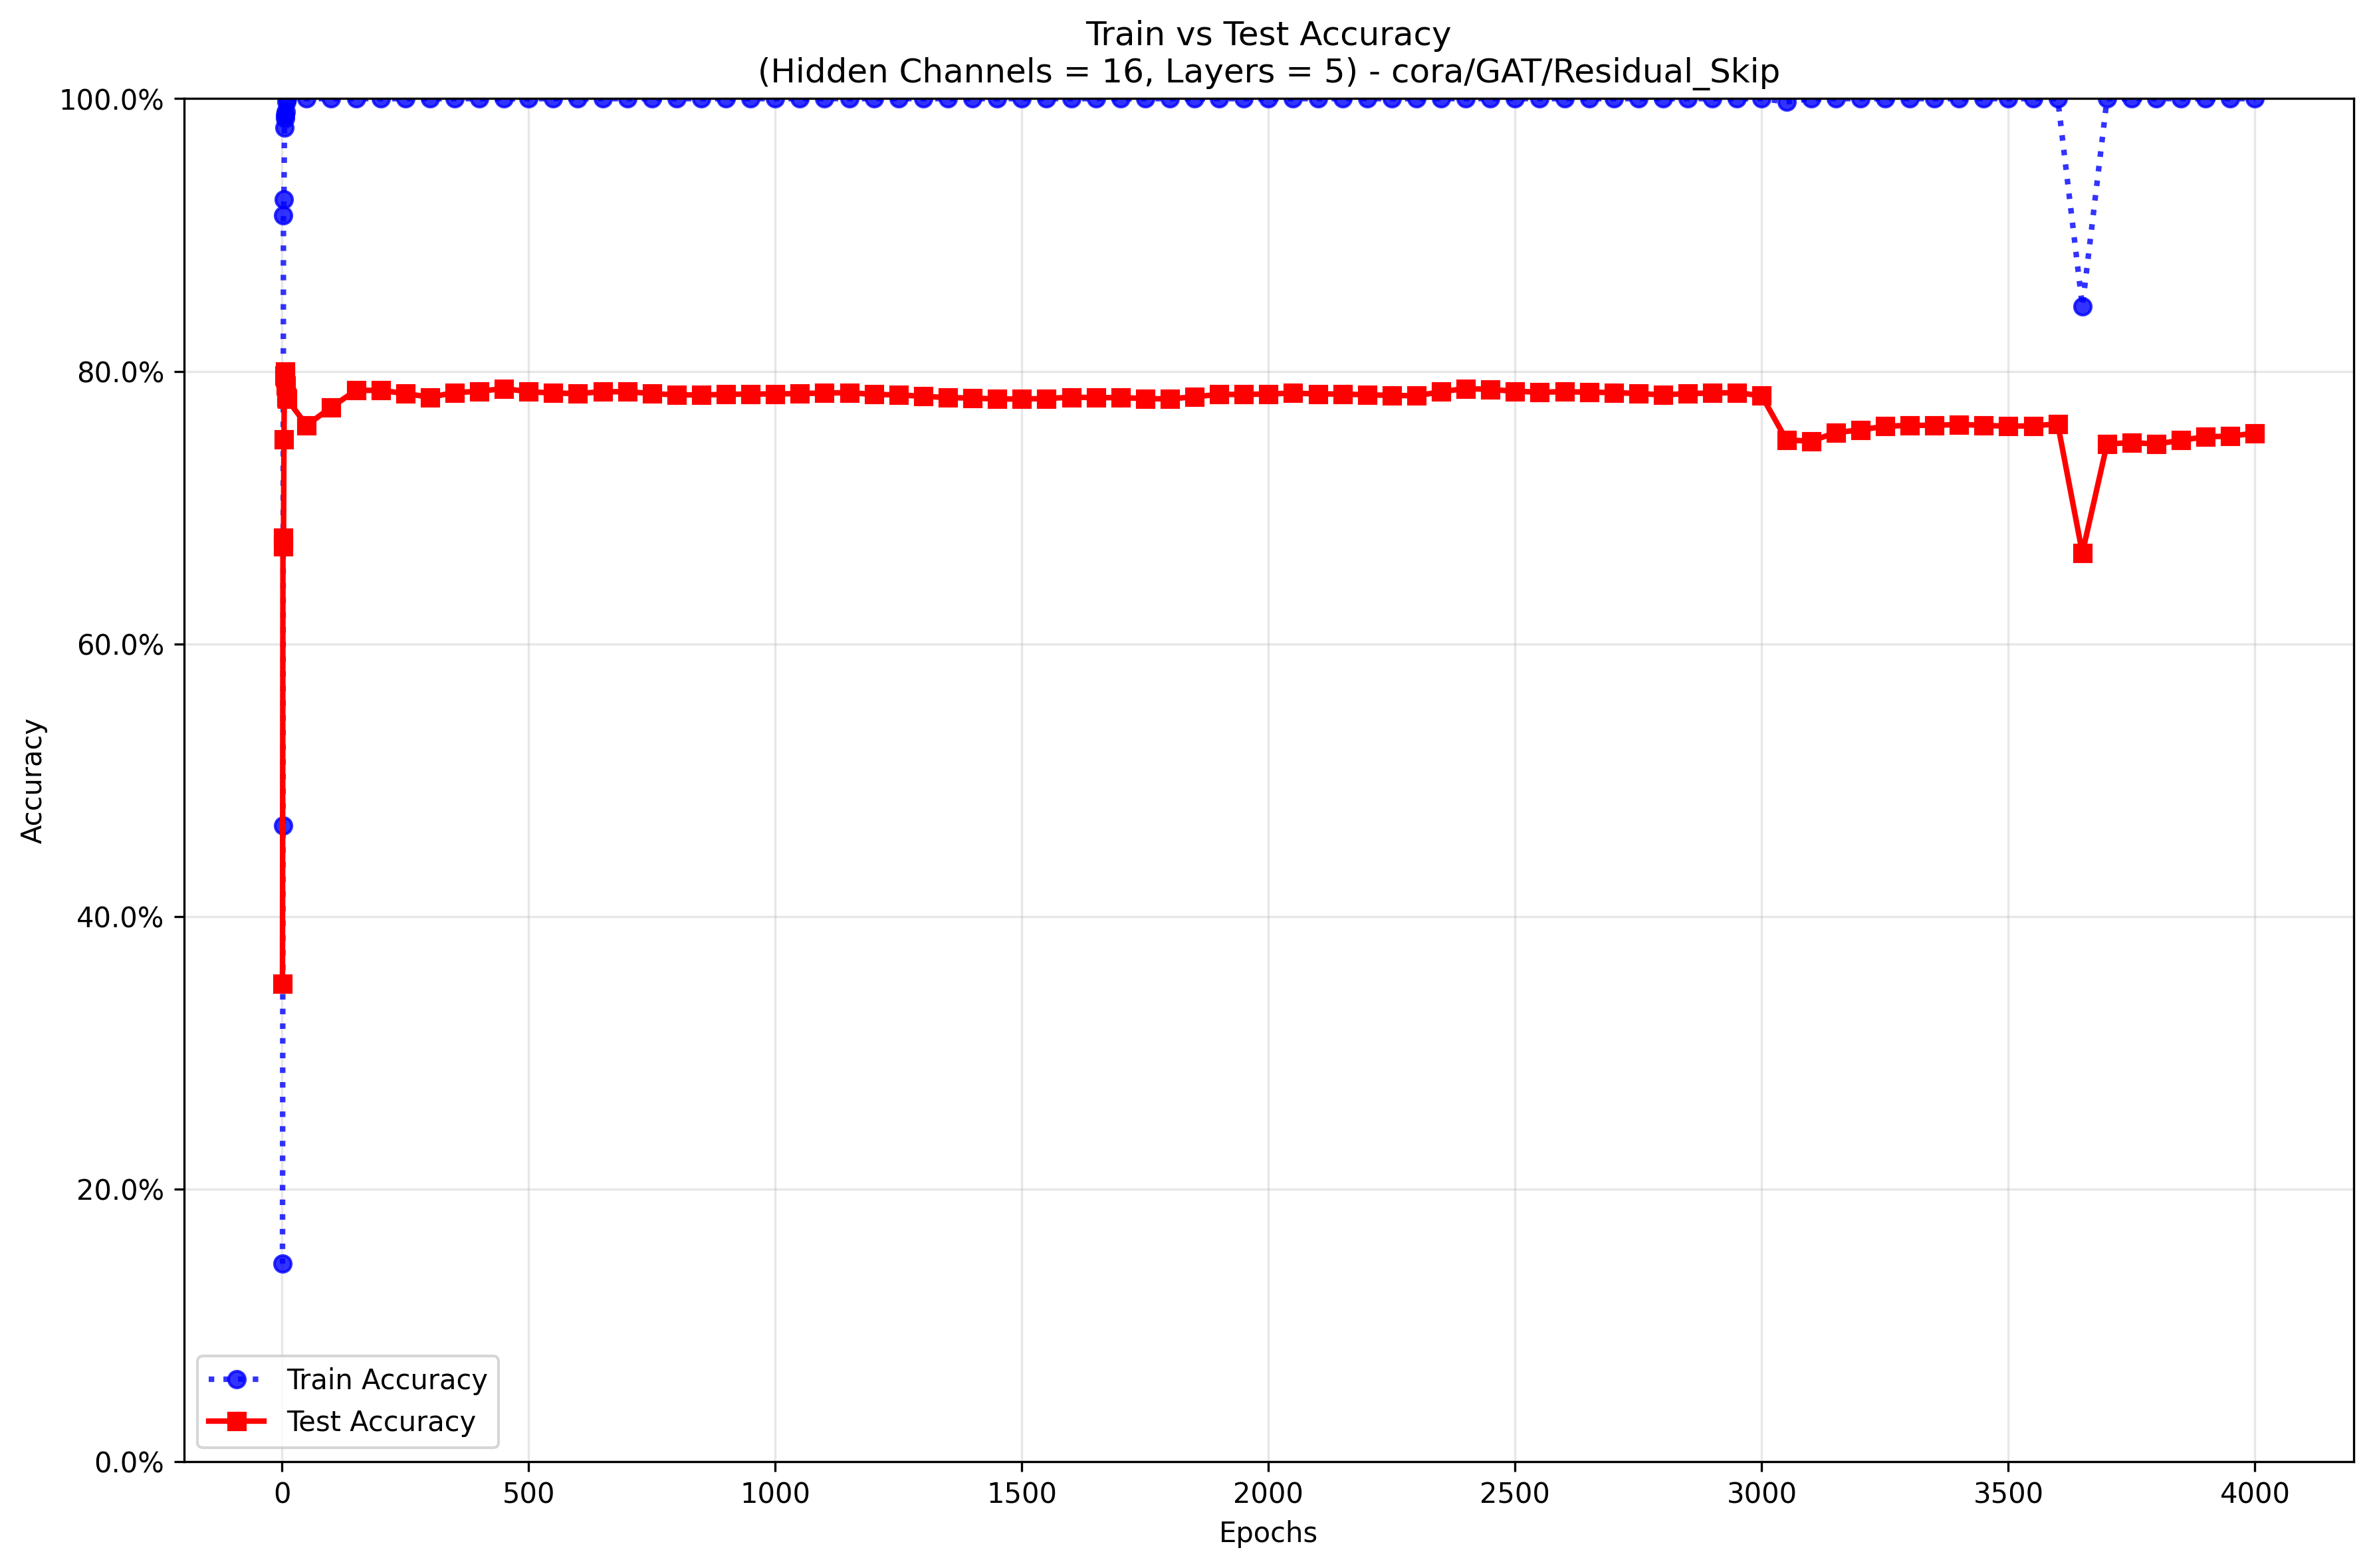 Train vs Test Accuracy
(Hidden Channels = 16, Layers = 5) - cora/GAT/Residual_Skip
100.0%
80.0%
60.0%
40.0%
20.0%
0.0%
Accuracy
Train Accuracy
Test Accuracy
0 500 1000 1500 2000 2500 3000 3500 4000
Epochs